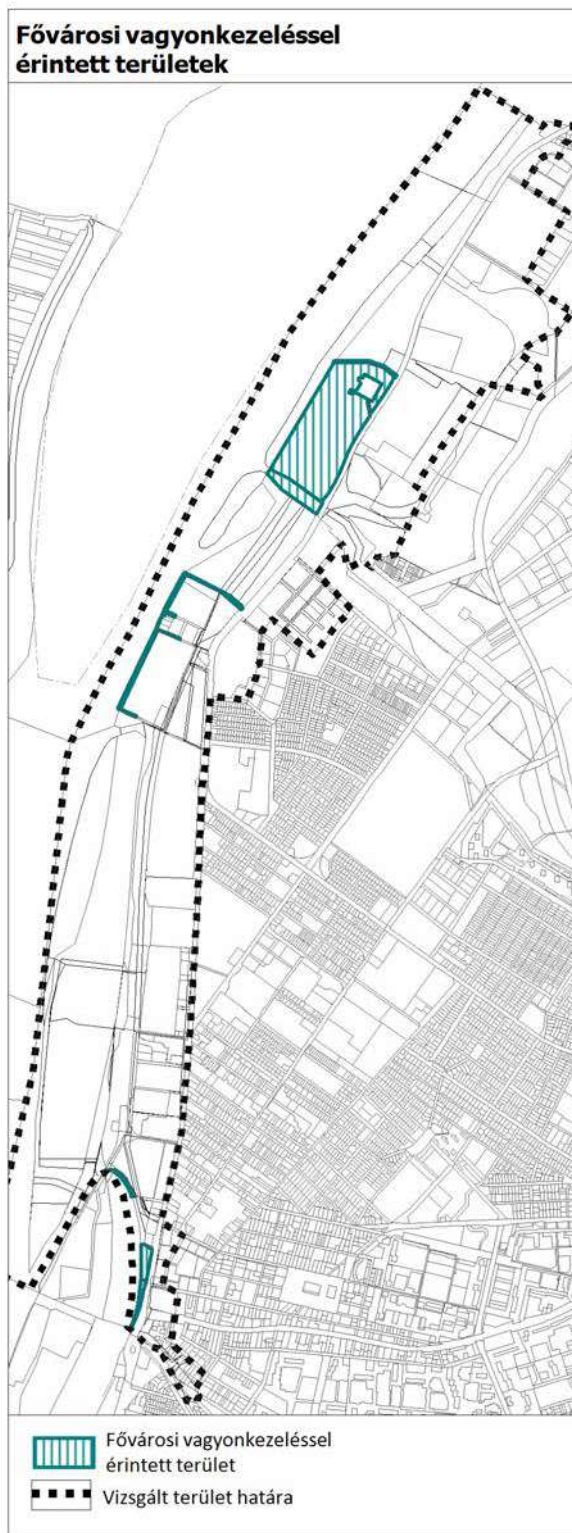 Fővárosi vagyonkezeléssel
érintett területek
Fővárosi vagyonkezeléssel
érintett terület
Vizsgált terület határa